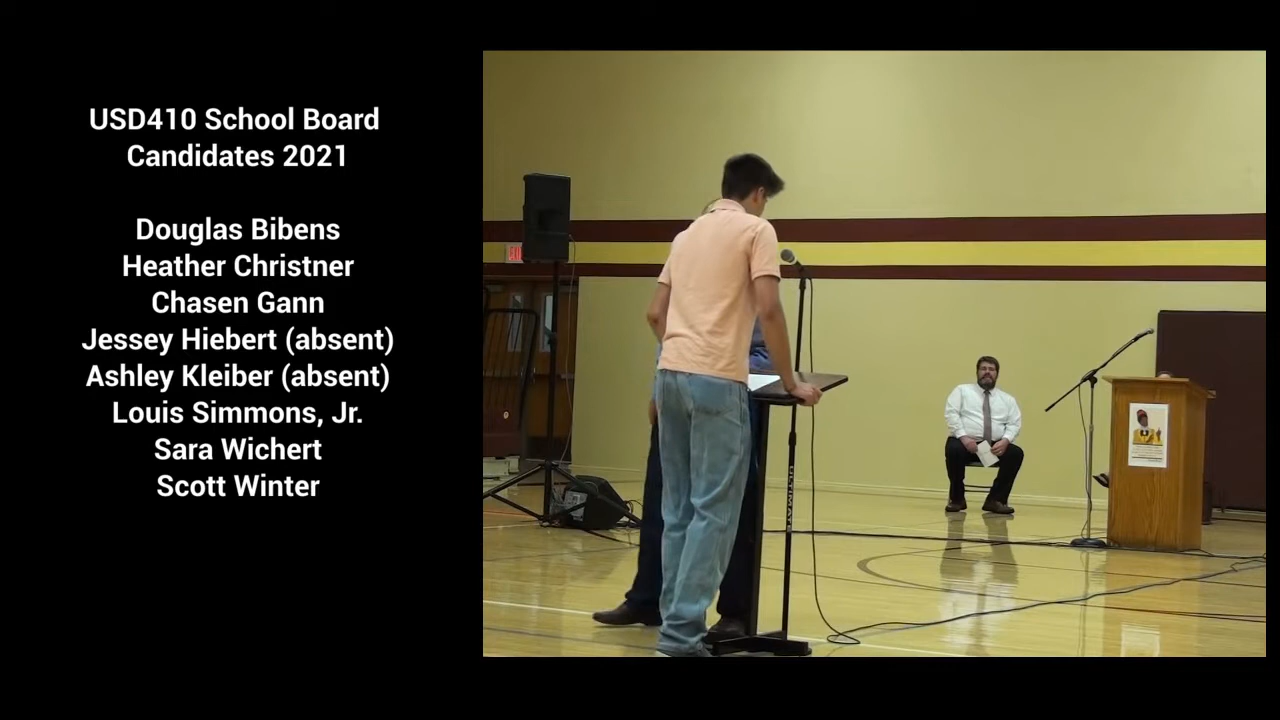 USD410 School Board
Candidates 2021
Douglas Bibens
Heather Christner
Chasen Gann
Jessey Hiebert (absent)
Ashley Kleiber (absent)
Louis Simmons, Jr.
Sara Wichert
Scott Winter
ULTIMATE